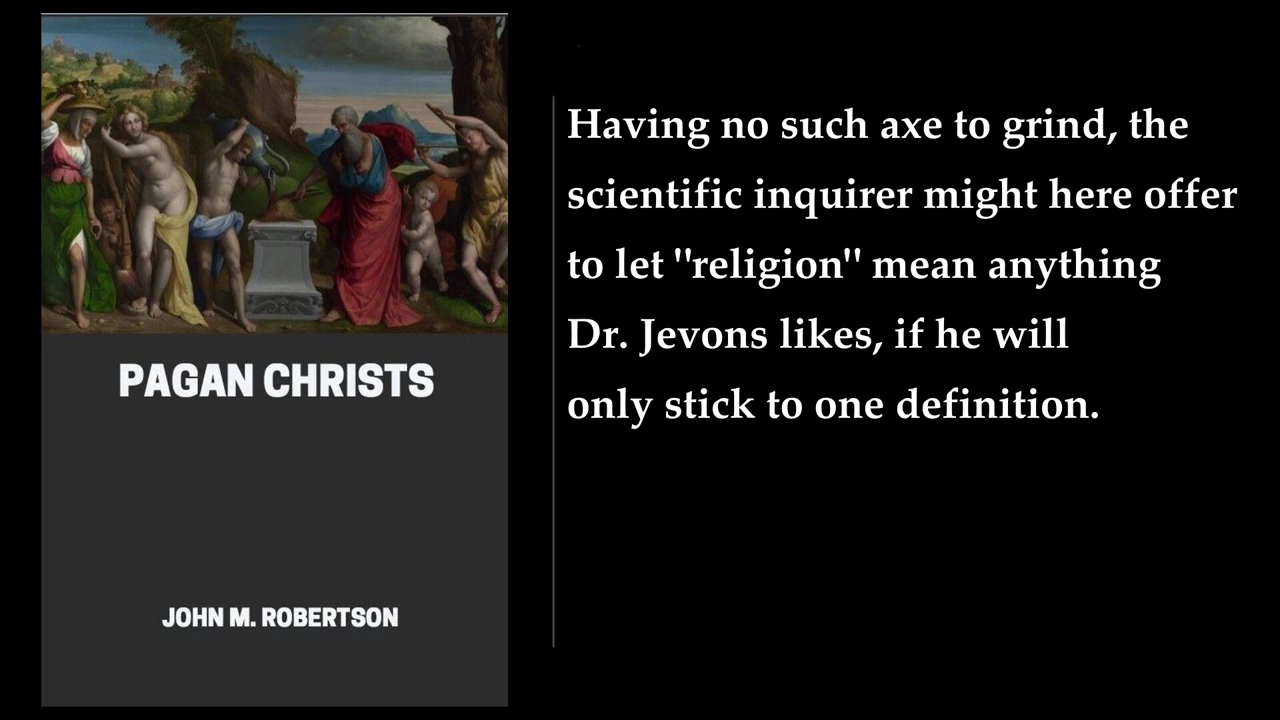 PAGAN CHRISTS
JOHN M. ROBERTSON
Having no such axe to grind, the
scientific inquirer might here offer
to let "religion" mean anything
Dr. Jevons likes, if he will
only stick to one definition.